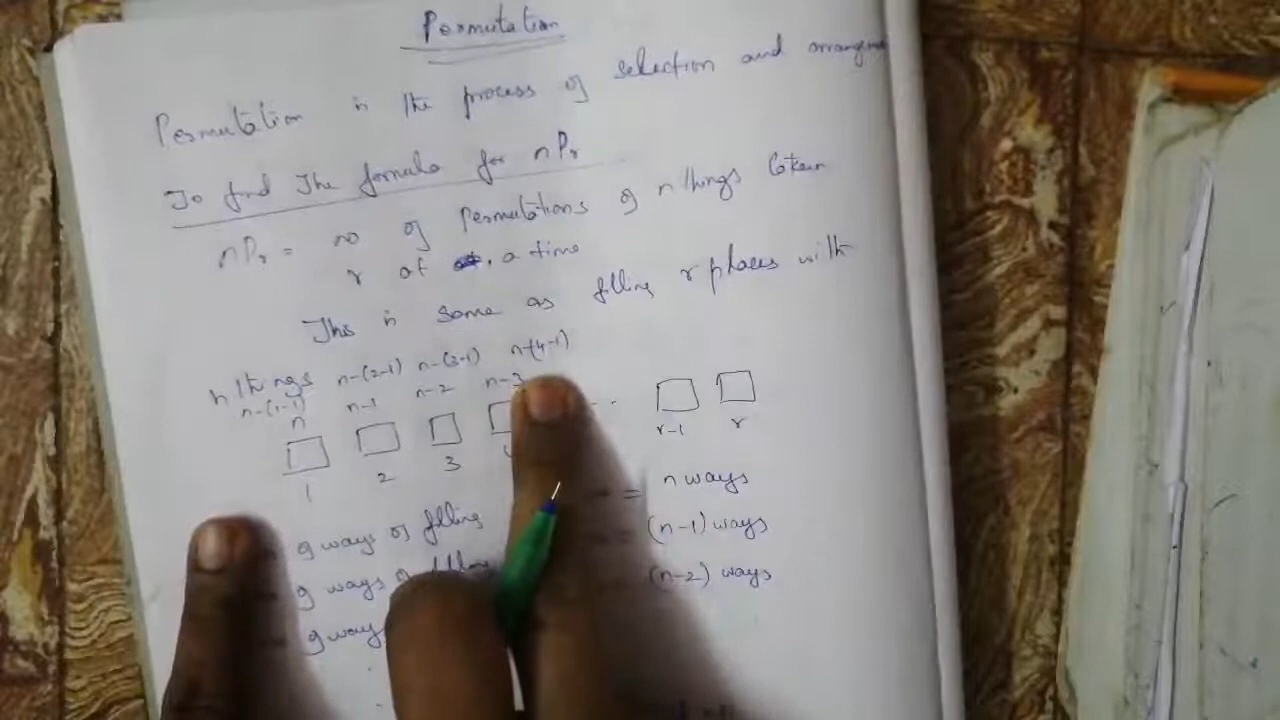 Permutation
Permutation is the process of selection and
To find The formula for nPr
nPr = no of permutations of n things taken
r at a time
This is same as filling r places with
n things n-(2-1) n-(3-1) n-(4-1)
n-(1-1) n-1 n-2 n-3
n
r-1 r
1 2 3
ways of filling = n ways
ways of = (n-1) ways
ways (n-2) ways